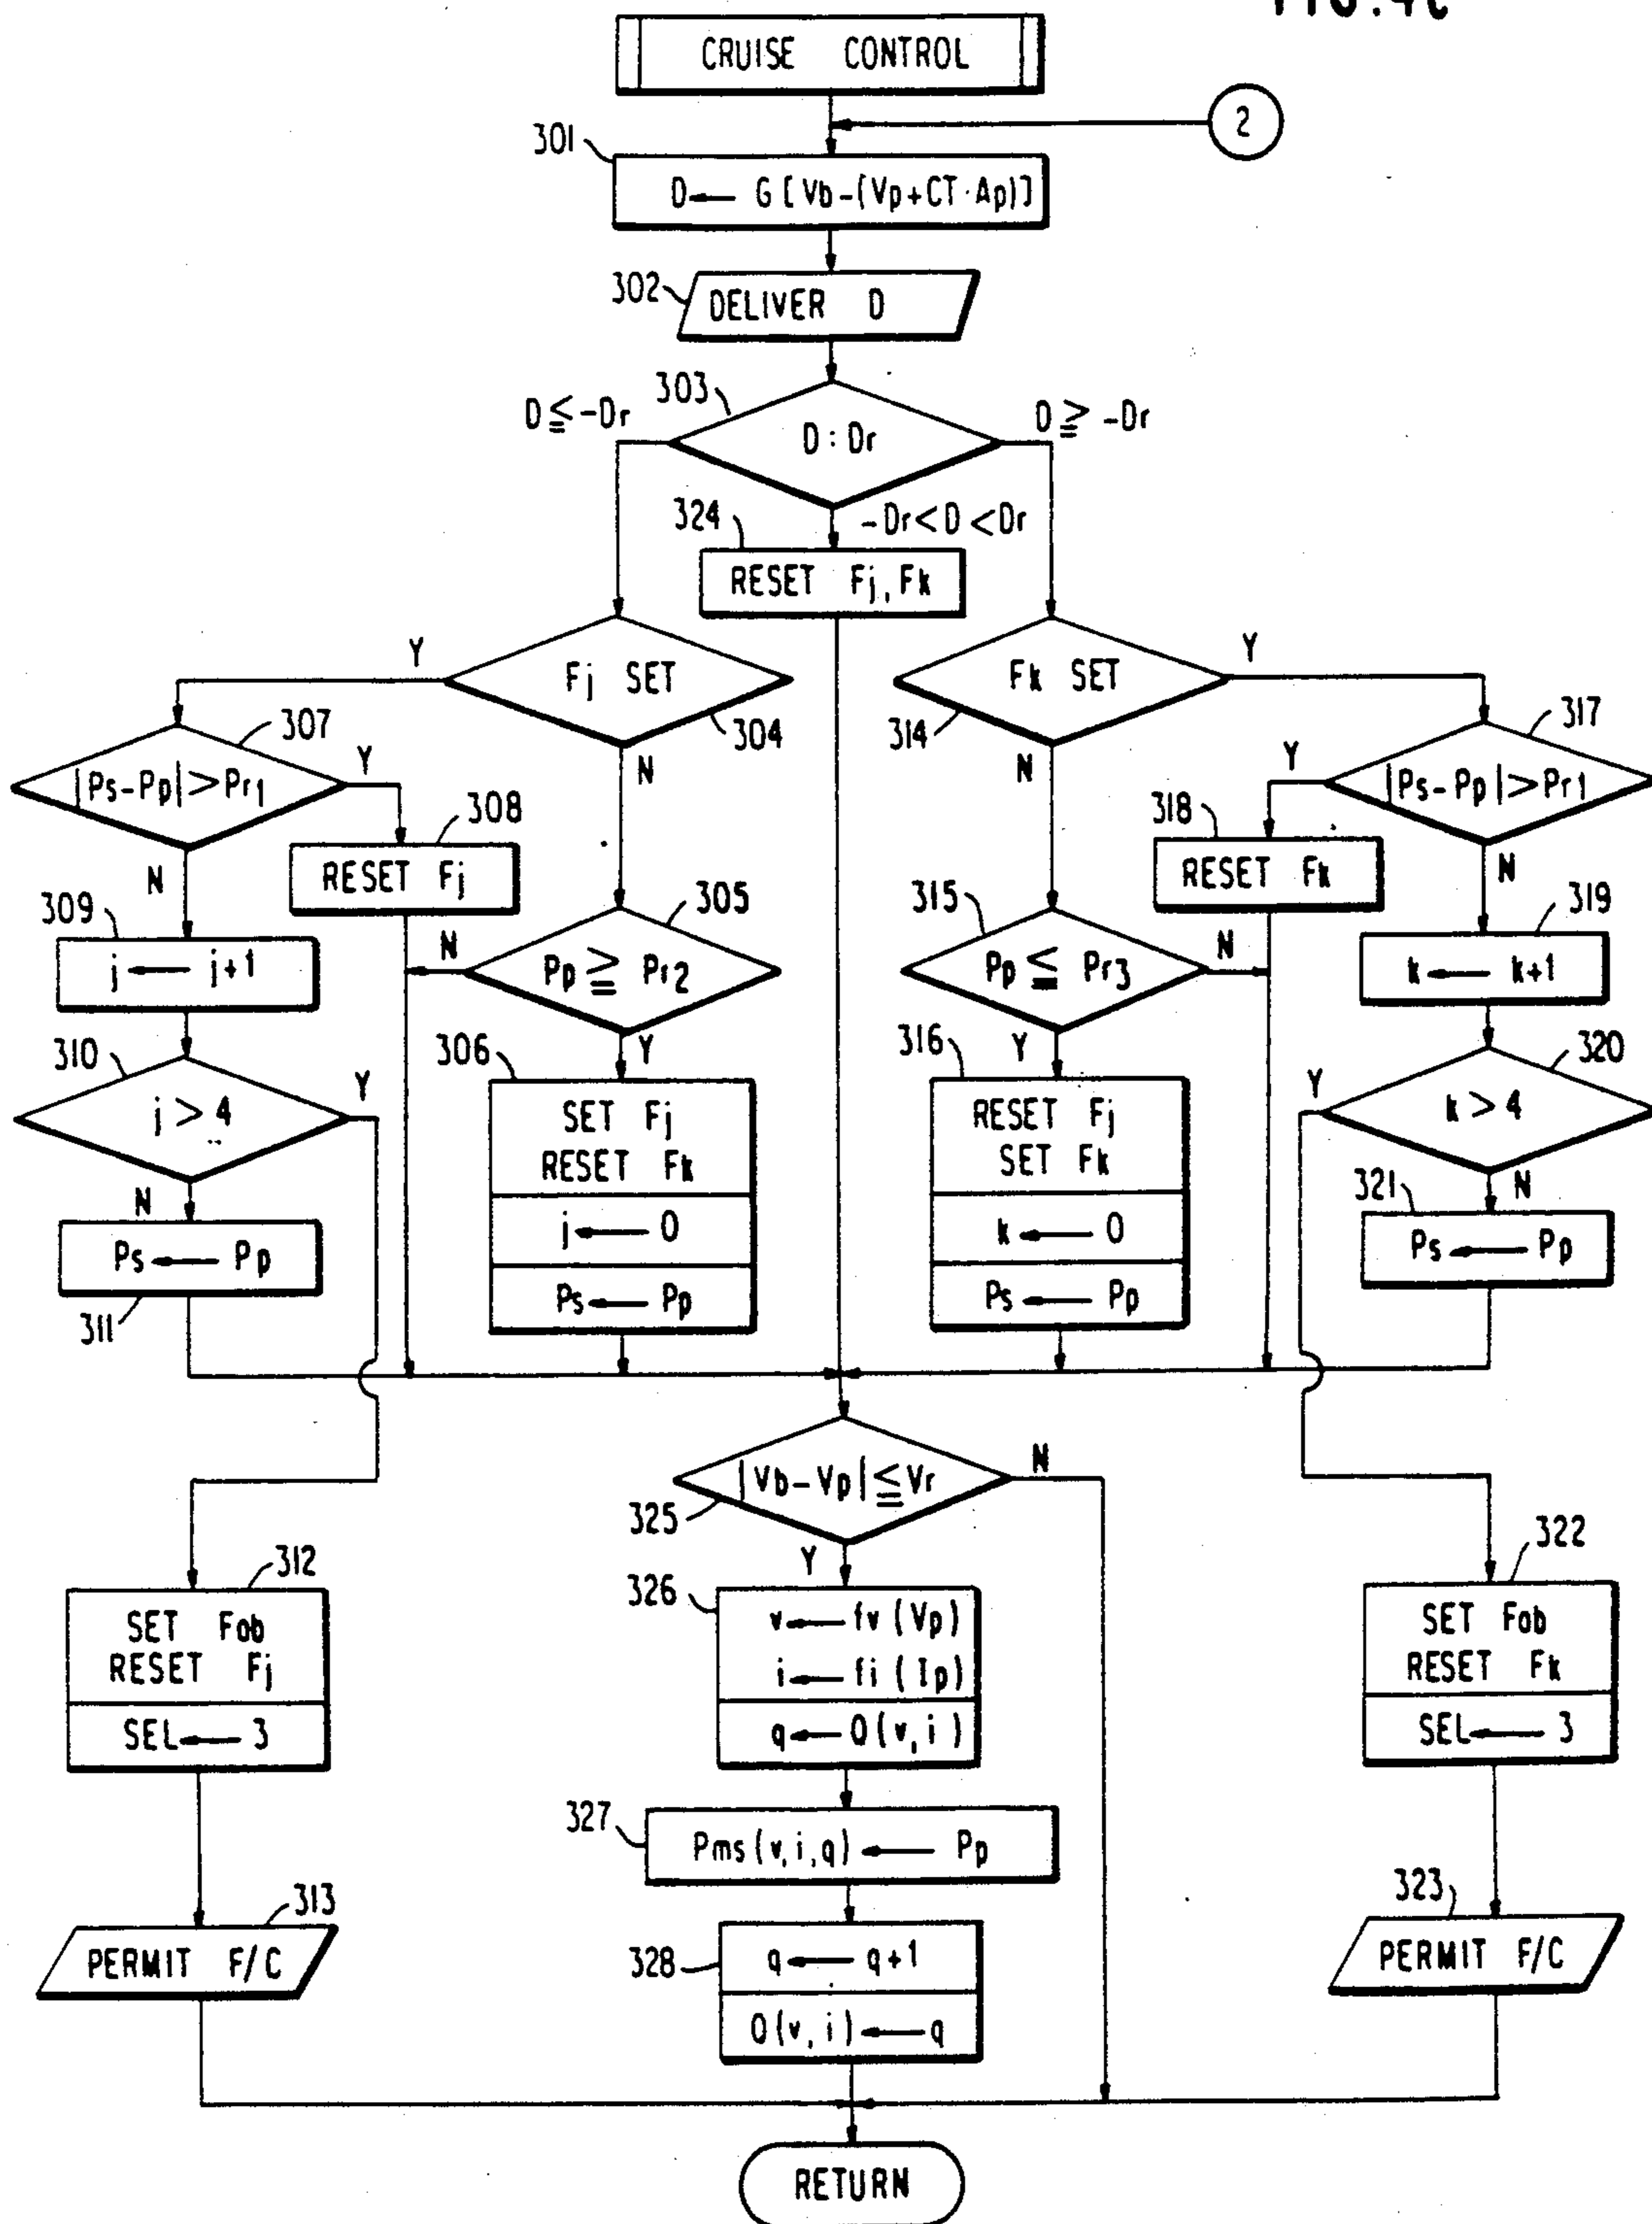 FIG. 4C
CRUISE CONTROL
2
301
D ← G [ Vb - (Vp + CT · Ap) ]
302
DELIVER D
303
D ≦ -Dr
D : Dr
D ≧ -Dr
324
-Dr < D < Dr
RESET Fj, Fk
Y
Fj SET
304
N
Fk SET
314
Y
N
307
|Ps - Pp| > Pr1
Y
N
308
RESET Fj
317
|Ps - Pp| > Pr1
Y
N
318
RESET Fk
309
j ← j+1
305
Pp ≧ Pr2
N
Y
315
Pp ≦ Pr3
N
Y
319
k ← k+1
310
j > 4
Y
N
306
SET Fj
RESET Fk
j ← 0
Ps ← Pp
316
RESET Fj
SET Fk
k ← 0
Ps ← Pp
320
k > 4
Y
N
Ps ← Pp
311
321
Ps ← Pp
|Vb - Vp| ≦ Vr
325
N
Y
312
SET Fob
RESET Fj
SEL ← 3
326
v ← fv (Vp)
i ← fi (Ip)
q ← O (v, i)
322
SET Fob
RESET Fk
SEL ← 3
327
Pms (v, i, q) ← Pp
313
PERMIT F/C
328
q ← q+1
O (v, i) ← q
323
PERMIT F/C
RETURN